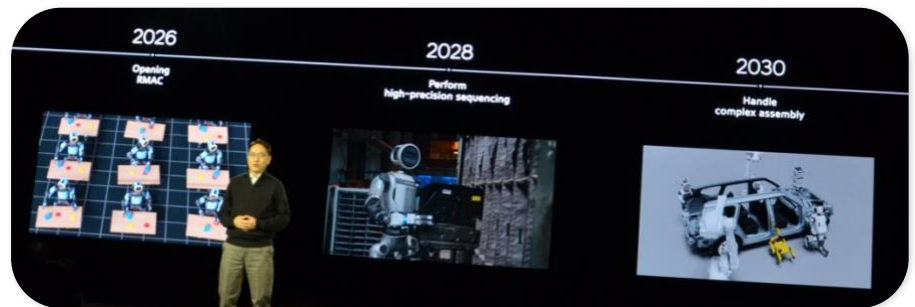 2026
Opening
RMAC
2028
Perform
high-precision sequencing
2030
Handle
complex assembly